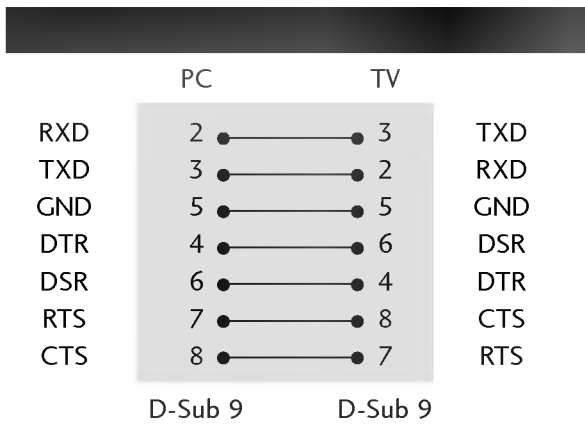 PC TV
RXD 2 3 TXD
TXD 3 2 RXD
GND 5 5 GND
DTR 4 6 DSR
DSR 6 4 DTR
RTS 7 8 CTS
CTS 8 7 RTS
D-Sub 9 D-Sub 9